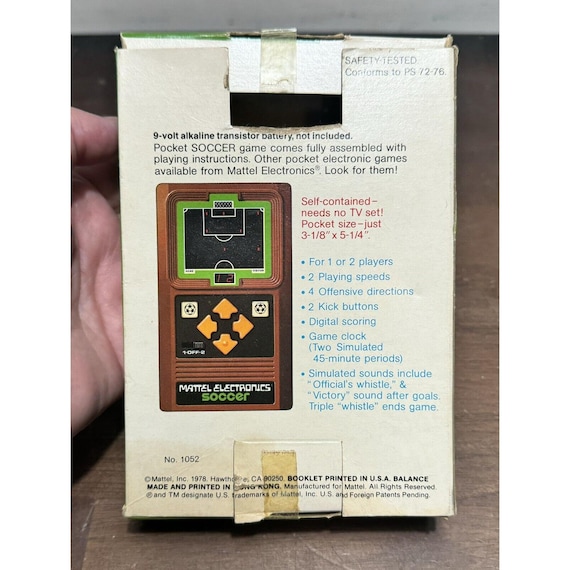 SAFETY-TESTED
Conforms to PS 72-76.
9-volt alkaline transistor battery, not included.
Pocket SOCCER game comes fully assembled with
playing instructions. Other pocket electronic games
available from Mattel Electronics®. Look for them!
Self-contained–
needs no TV set!
Pocket size–just
3-1/8" x 5-1/4".
• For 1 or 2 players
• 2 Playing speeds
• 4 Offensive directions
• 2 Kick buttons
• Digital scoring
• Game clock
(Two Simulated
45-minute periods)
• Simulated sounds include
"Official's whistle," &
"Victory" sound after goals.
Triple "whistle" ends game.
1 2
1-OFF-2
MATTEL ELECTRONICS
soccer
No. 1052
©Mattel, Inc. 1978. Hawthorne, CA 90250. BOOKLET PRINTED IN U.S.A. BALANCE
MADE AND PRINTED IN HONG KONG. Manufactured for Mattel. All Rights Reserved.
® and TM designate U.S. trademarks of Mattel, Inc. U.S. and Foreign Patents Pending.